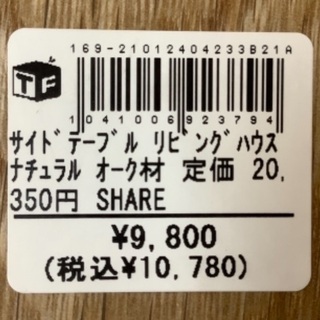 169-21012404233B21A
TF
1041006923794
ｻｲﾄﾞﾃｰﾌﾞﾙ ﾘﾋﾞﾝｸﾞﾊｳｽ
ﾅﾁｭﾗﾙ ｵｰｸ材 定価 20,
350円 SHARE
¥9,800
(税込¥10,780)